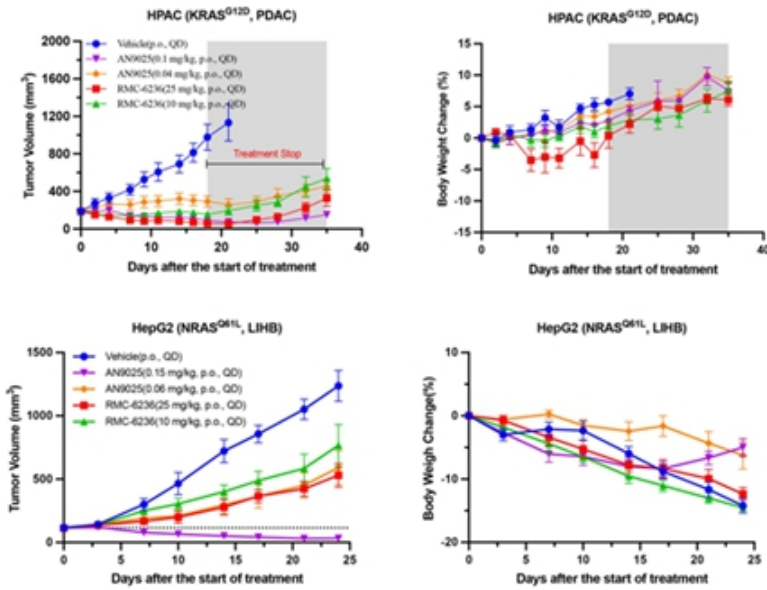 HPAC (KRASG12D, PDAC)
Tumor Volume (mm3)
2000
1600
1200
800
400
0
Vehicle(p.o., QD)
AN9025(0.1 mg/kg, p.o., QD)
AN9025(0.04 mg/kg, p.o., QD)
RMC-6236(25 mg/kg, p.o., QD)
RMC-6236(10 mg/kg, p.o., QD)
Treatment Stop
0 10 20 30 40
Days after the start of treatment
HPAC (KRASG12D, PDAC)
Body Weight Change(%)
15
10
5
0
-5
-10
-15
0 10 20 30 40
Days after the start of treatment
HepG2 (NRASQ61L, LIHB)
Tumor Volume (mm3)
1500
1000
500
0
Vehicle(p.o., QD)
AN9025(0.15 mg/kg, p.o., QD)
AN9025(0.06 mg/kg, p.o., QD)
RMC-6236(25 mg/kg, p.o., QD)
RMC-6236(10 mg/kg, p.o., QD)
0 5 10 15 20 25
Days after the start of treatment
HepG2 (NRASQ61L, LIHB)
Body Weigh Change(%)
10
0
-10
-20
0 5 10 15 20 25
Days after the start of treatment